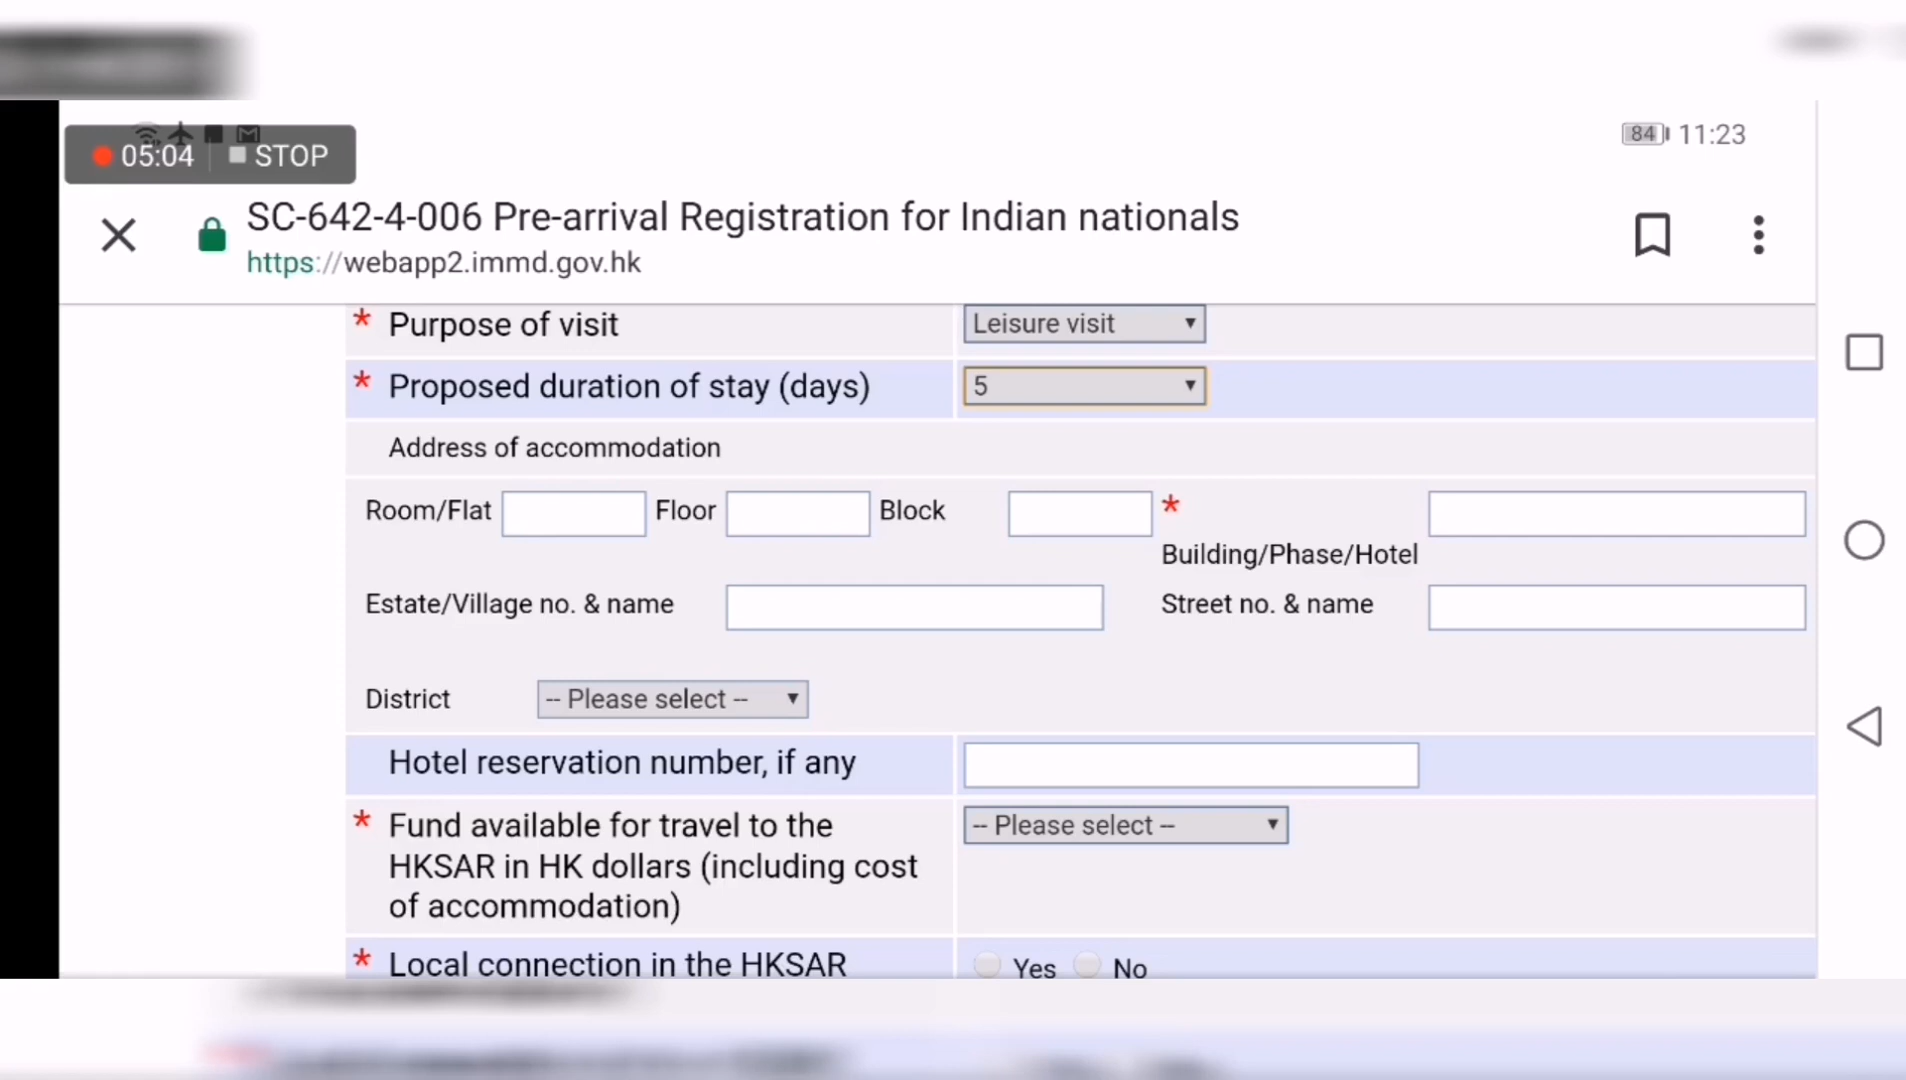 05:04 STOP
84 11:23
SC-642-4-006 Pre-arrival Registration for Indian nationals
https://webapp2.immd.gov.hk
* Purpose of visit Leisure visit
* Proposed duration of stay (days) 5
Address of accommodation
Room/Flat Floor Block *
Building/Phase/Hotel
Estate/Village no. & name Street no. & name
District -- Please select --
Hotel reservation number, if any
* Fund available for travel to the -- Please select --
HKSAR in HK dollars (including cost
of accommodation)
* Local connection in the HKSAR Yes No